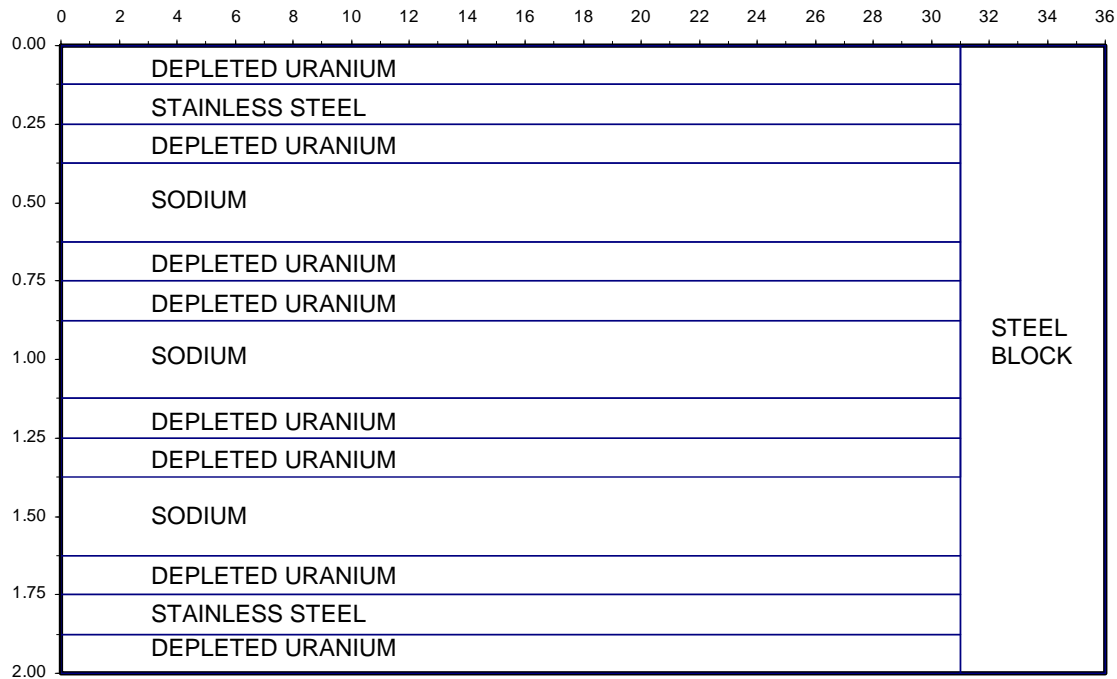 0 2 4 6 8 10 12 14 16 18 20 22 24 26 28 30 32 34 36
0.00
DEPLETED URANIUM
STAINLESS STEEL
0.25
DEPLETED URANIUM
0.50
SODIUM
DEPLETED URANIUM
0.75
DEPLETED URANIUM
STEEL
BLOCK
1.00
SODIUM
DEPLETED URANIUM
1.25
DEPLETED URANIUM
1.50
SODIUM
DEPLETED URANIUM
1.75
STAINLESS STEEL
DEPLETED URANIUM
2.00